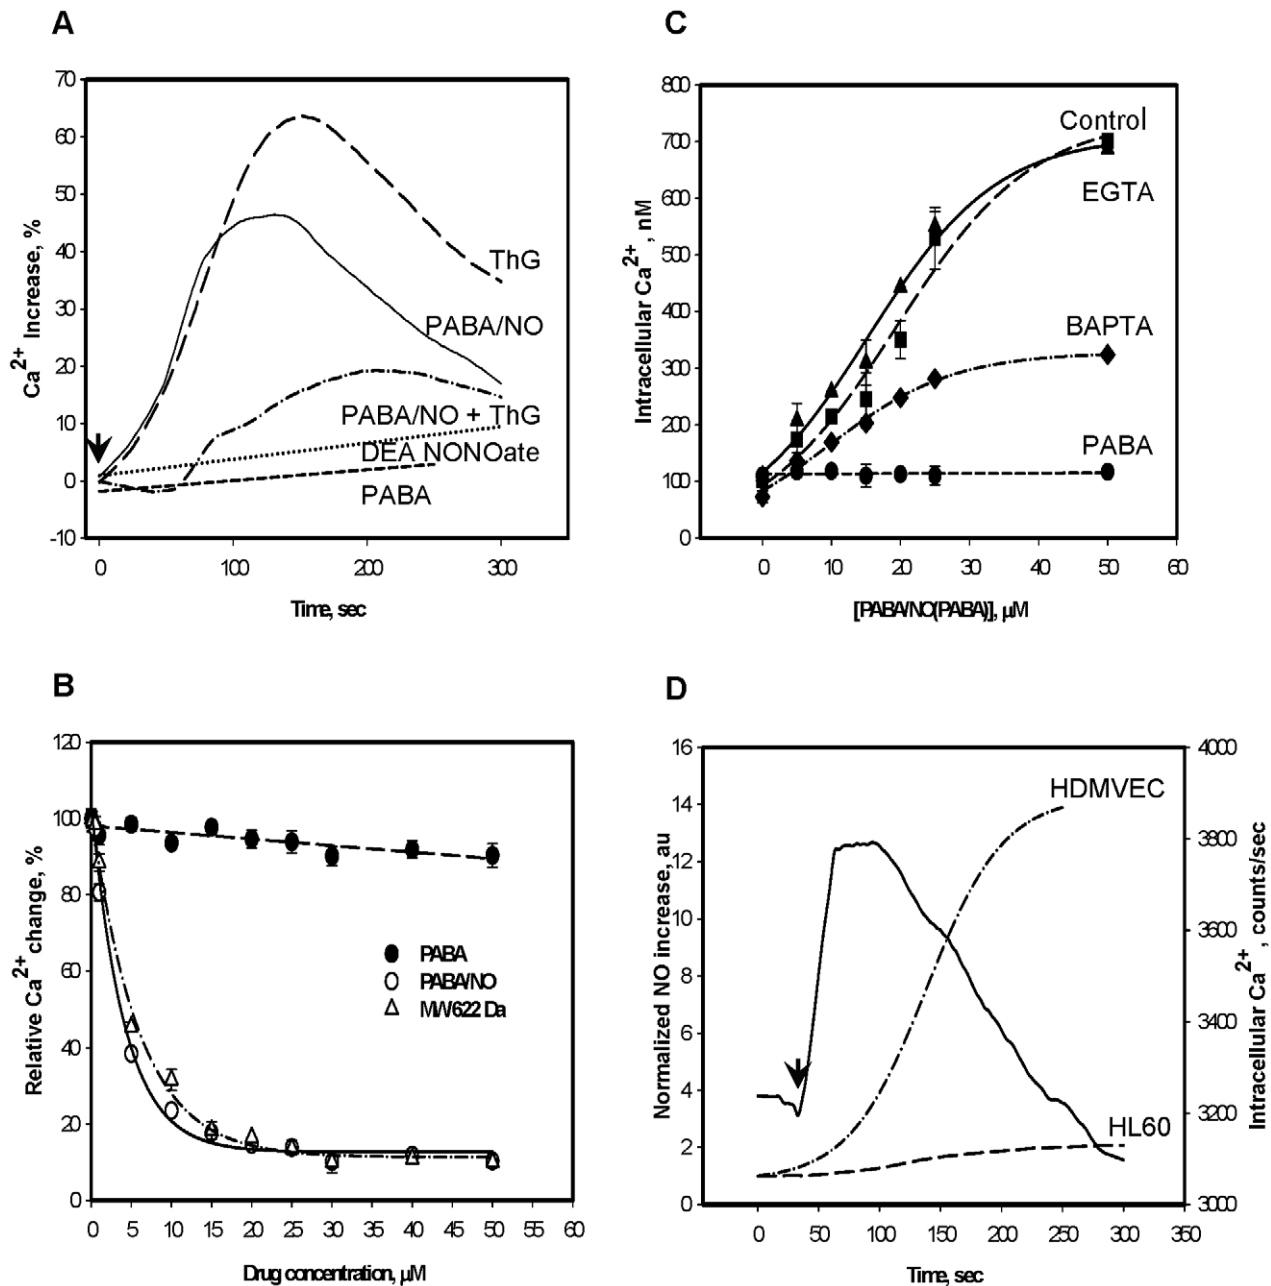 A
70
60
50
40
30
20
10
0
-10
Ca2+ Increase, %
ThG
PABA/NO
PABA/NO + ThG
DEA NONOate
PABA
0 100 200 300
Time, sec
C
800
700
600
500
400
300
200
100
0
Intracellular Ca2+, nM
Control
EGTA
BAPTA
PABA
0 10 20 30 40 50 60
[PABA/NO(PABA)], µM
B
120
100
80
60
40
20
0
Relative Ca2+ change, %
PABA
PABA/NO
MW 622 Da
0 5 10 15 20 25 30 35 40 45 50 55 60
Drug concentration, µM
D
16
14
12
10
8
6
4
2
0
Normalized NO increase, au
HDMVEC
HL60
4000
3800
3600
3400
3200
3000
Intracellular Ca2+, counts/sec
0 50 100 150 200 250 300 350
Time, sec